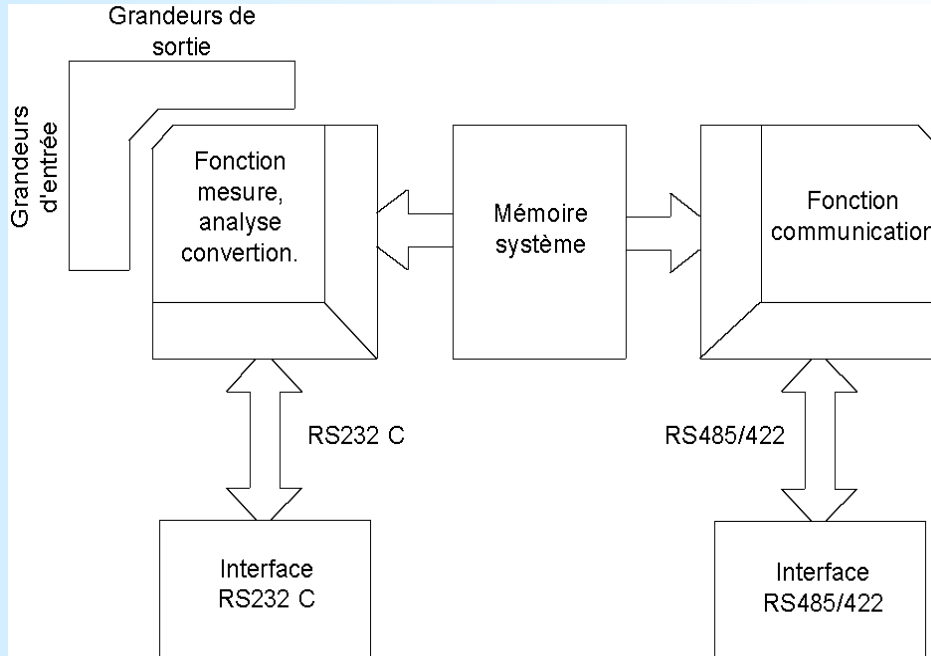 Grandeurs de
sortie
Grandeurs
d'entrée
Fonction
mesure,
analyse
convertion.
Mémoire
système
Fonction
communication
RS232 C
RS485/422
Interface
RS232 C
Interface
RS485/422